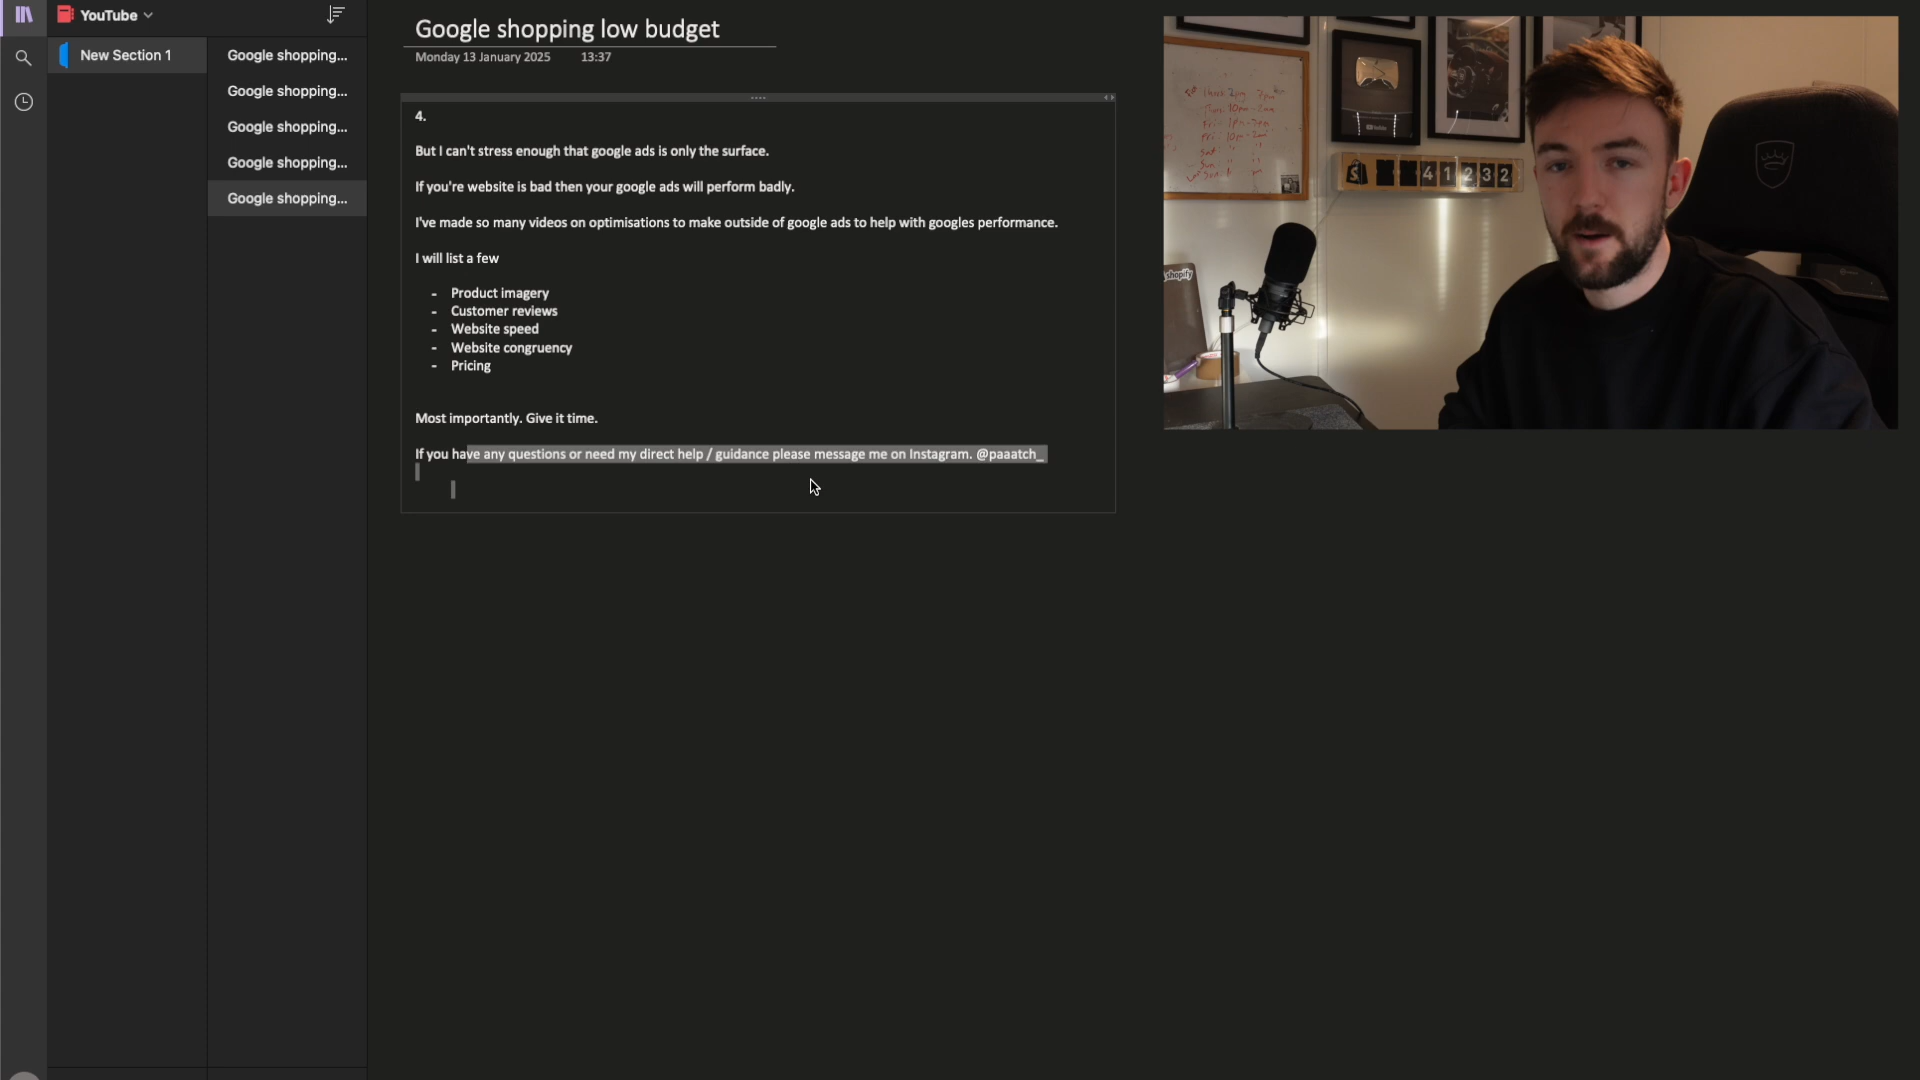 YouTube
New Section 1
Google shopping...
Google shopping...
Google shopping...
Google shopping...
Google shopping...
Google shopping low budget
Monday 13 January 2025 13:37
4.
But I can't stress enough that google ads is only the surface.
If you're website is bad then your google ads will perform badly.
I've made so many videos on optimisations to make outside of google ads to help with googles performance.
I will list a few
- Product imagery
- Customer reviews
- Website speed
- Website congruency
- Pricing
Most importantly. Give it time.
If you have any questions or need my direct help / guidance please message me on Instagram. @paaatch_
41232
shopify
YouTube